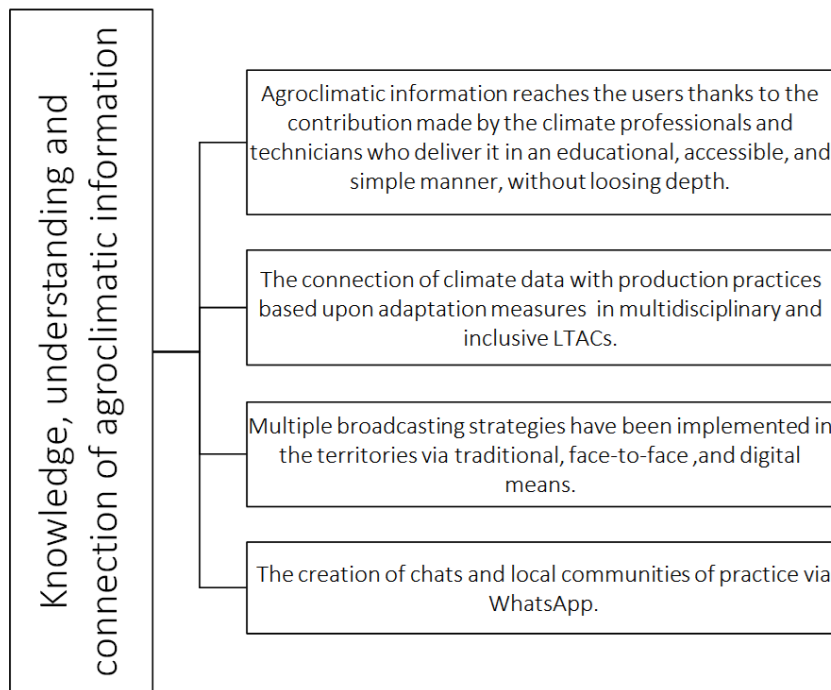 Knowledge, understanding and
connection of agroclimatic information
Agroclimatic information reaches the users thanks to the
contribution made by the climate professionals and
technicians who deliver it in an educational, accessible, and
simple manner, without loosing depth.
The connection of climate data with production practices
based upon adaptation measures in multidisciplinary and
inclusive LTACs.
Multiple broadcasting strategies have been implemented in
the territories via traditional, face-to-face ,and digital
means.
The creation of chats and local communities of practice via
WhatsApp.